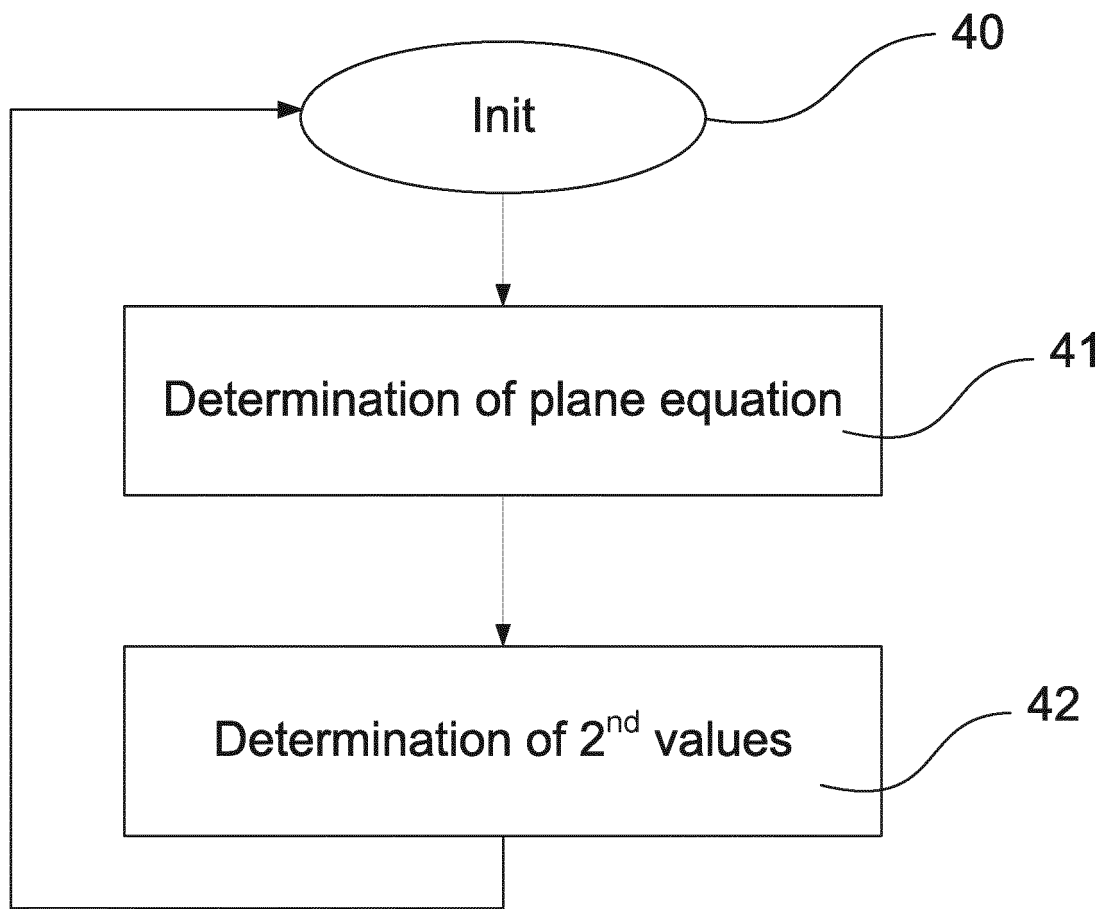 40
Init
41
Determination of plane equation
42
Determination of 2nd values